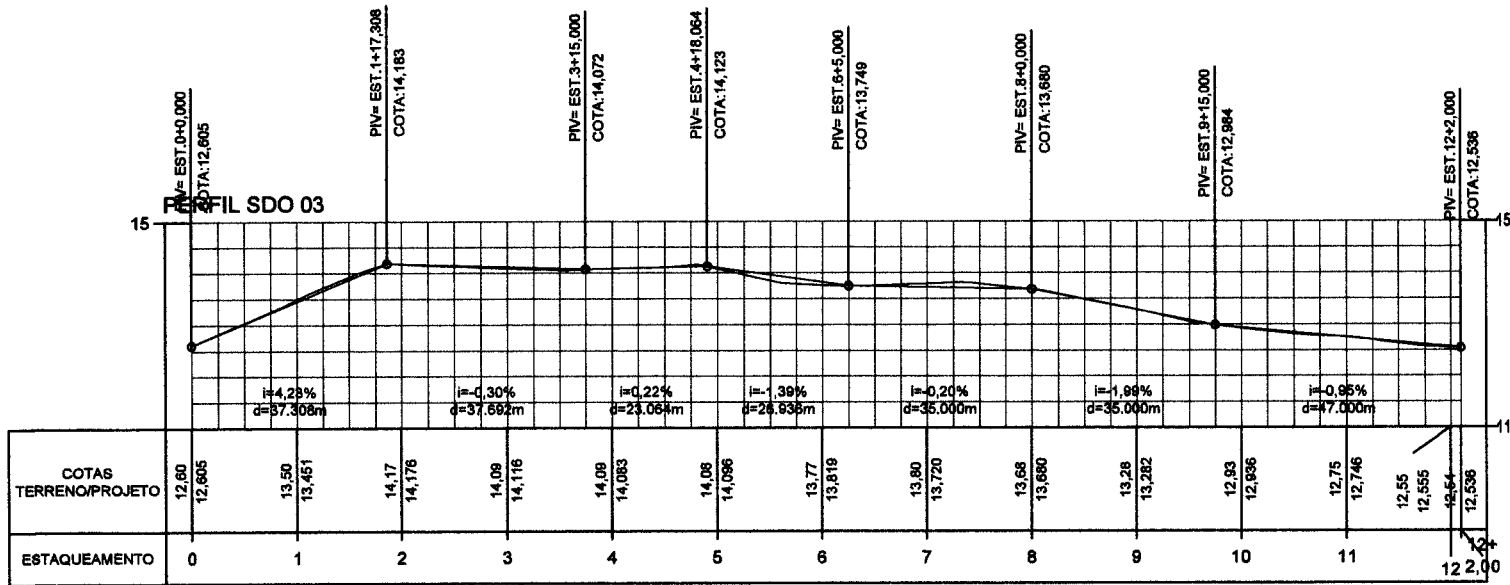 PIV= EST.0+0,000
COTA:12,605
PIV= EST.1+17,308
COTA:14,183
PIV= EST.3+15,000
COTA:14,072
PIV= EST.4+18,064
COTA:14,123
PIV= EST.6+5,000
COTA:13,749
PIV= EST.8+0,000
COTA:13,680
PIV= EST.9+15,000
COTA:12,984
PIV= EST.12+2,000
COTA:12,536
PERFIL SDO 03
15
15
i=4,23%
d=37.308m
i=-0,30%
d=37.692m
i=0,22%
d=23.064m
i=-1,39%
d=26.936m
i=-0,20%
d=35.000m
i=-1,99%
d=35.000m
i=-0,95%
d=47.000m
11
COTAS
TERRENO/PROJETO
12,60
12,605
13,50
13,451
14,17
14,176
14,09
14,116
14,09
14,083
14,08
14,096
13,77
13,819
13,80
13,720
13,68
13,680
13,28
13,282
12,93
12,936
12,75
12,746
12,55
12,555
12,54
12,536
ESTAQUEAMENTO
0
1
2
3
4
5
6
7
8
9
10
11
12
12+
2,00